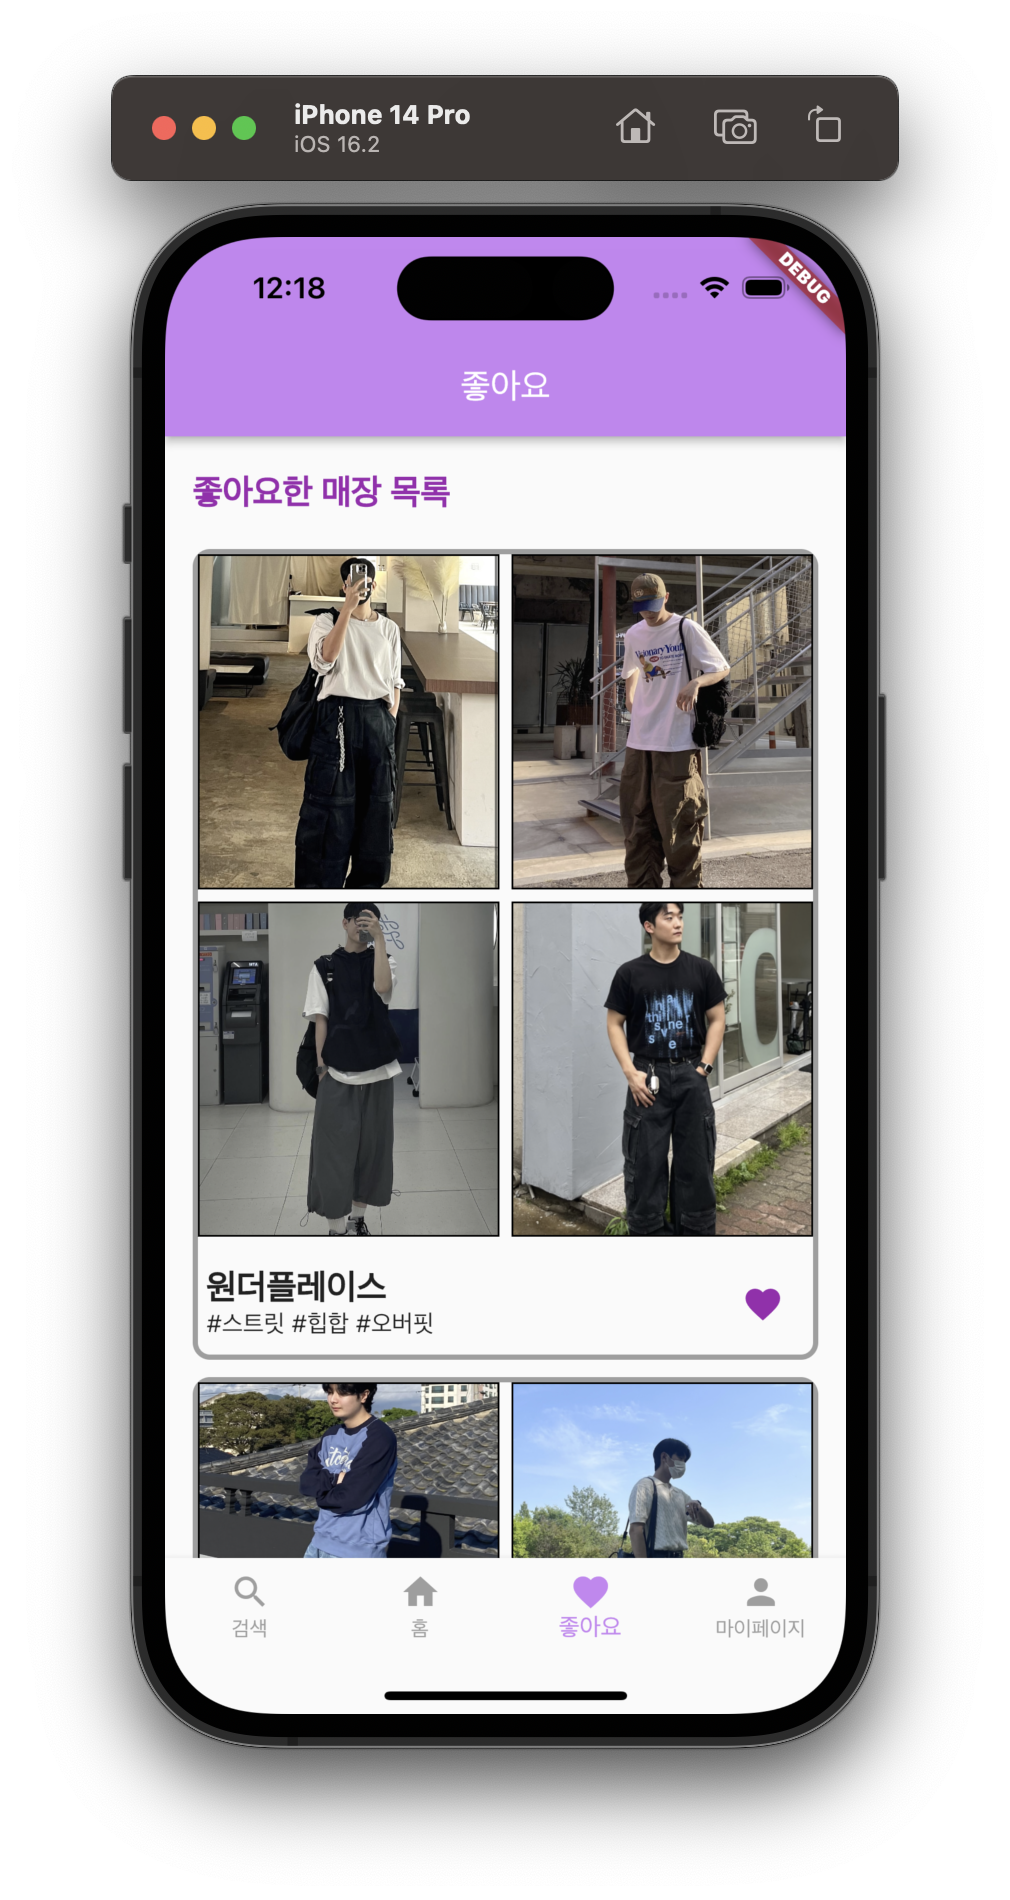 iPhone 14 Pro
iOS 16.2
12:18
DEBUG
좋아요
좋아요한 매장 목록
Visionary Youth
원더플레이스
#스트릿 #힙합 #오버핏
검색
홈
좋아요
마이페이지